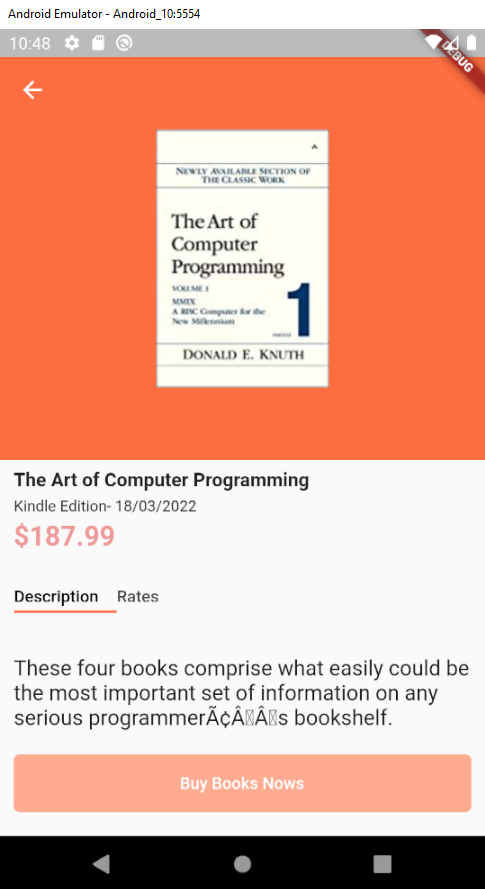 Android Emulator - Android_10:5554
10:48
DEBUG
NEWLY AVAILABLE SECTION OF
THE CLASSIC WORK
The Art of
Computer
Programming
VOLUME 1
MMIX
A RISC Computer for the
New Millennium
1
DONALD E. KNUTH
The Art of Computer Programming
Kindle Edition- 18/03/2022
$187.99
Description Rates
These four books comprise what easily could be
the most important set of information on any
serious programmerÃ¢ÂÂs bookshelf.
Buy Books Nows